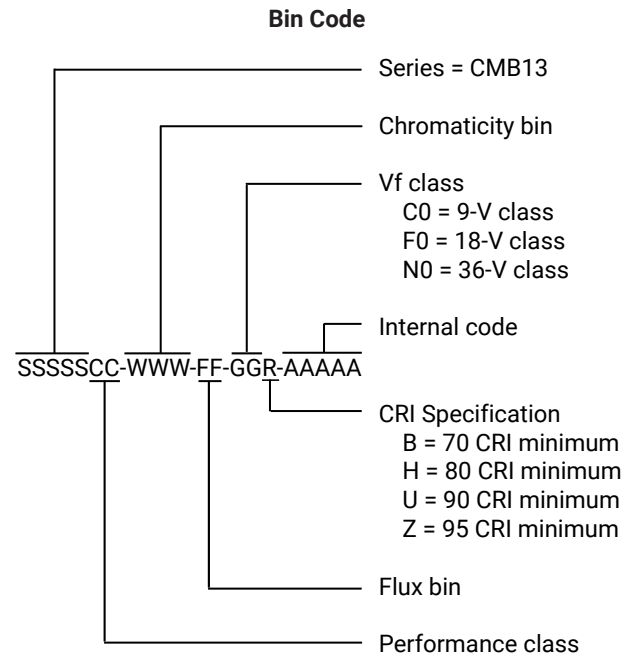 Bin Code
Series = CMB13
Chromaticity bin
Vf class
C0 = 9-V class
F0 = 18-V class
N0 = 36-V class
Internal code
SSSSSCC-WWW-FF-GGR-AAAAA
CRI Specification
B = 70 CRI minimum
H = 80 CRI minimum
U = 90 CRI minimum
Z = 95 CRI minimum
Flux bin
Performance class